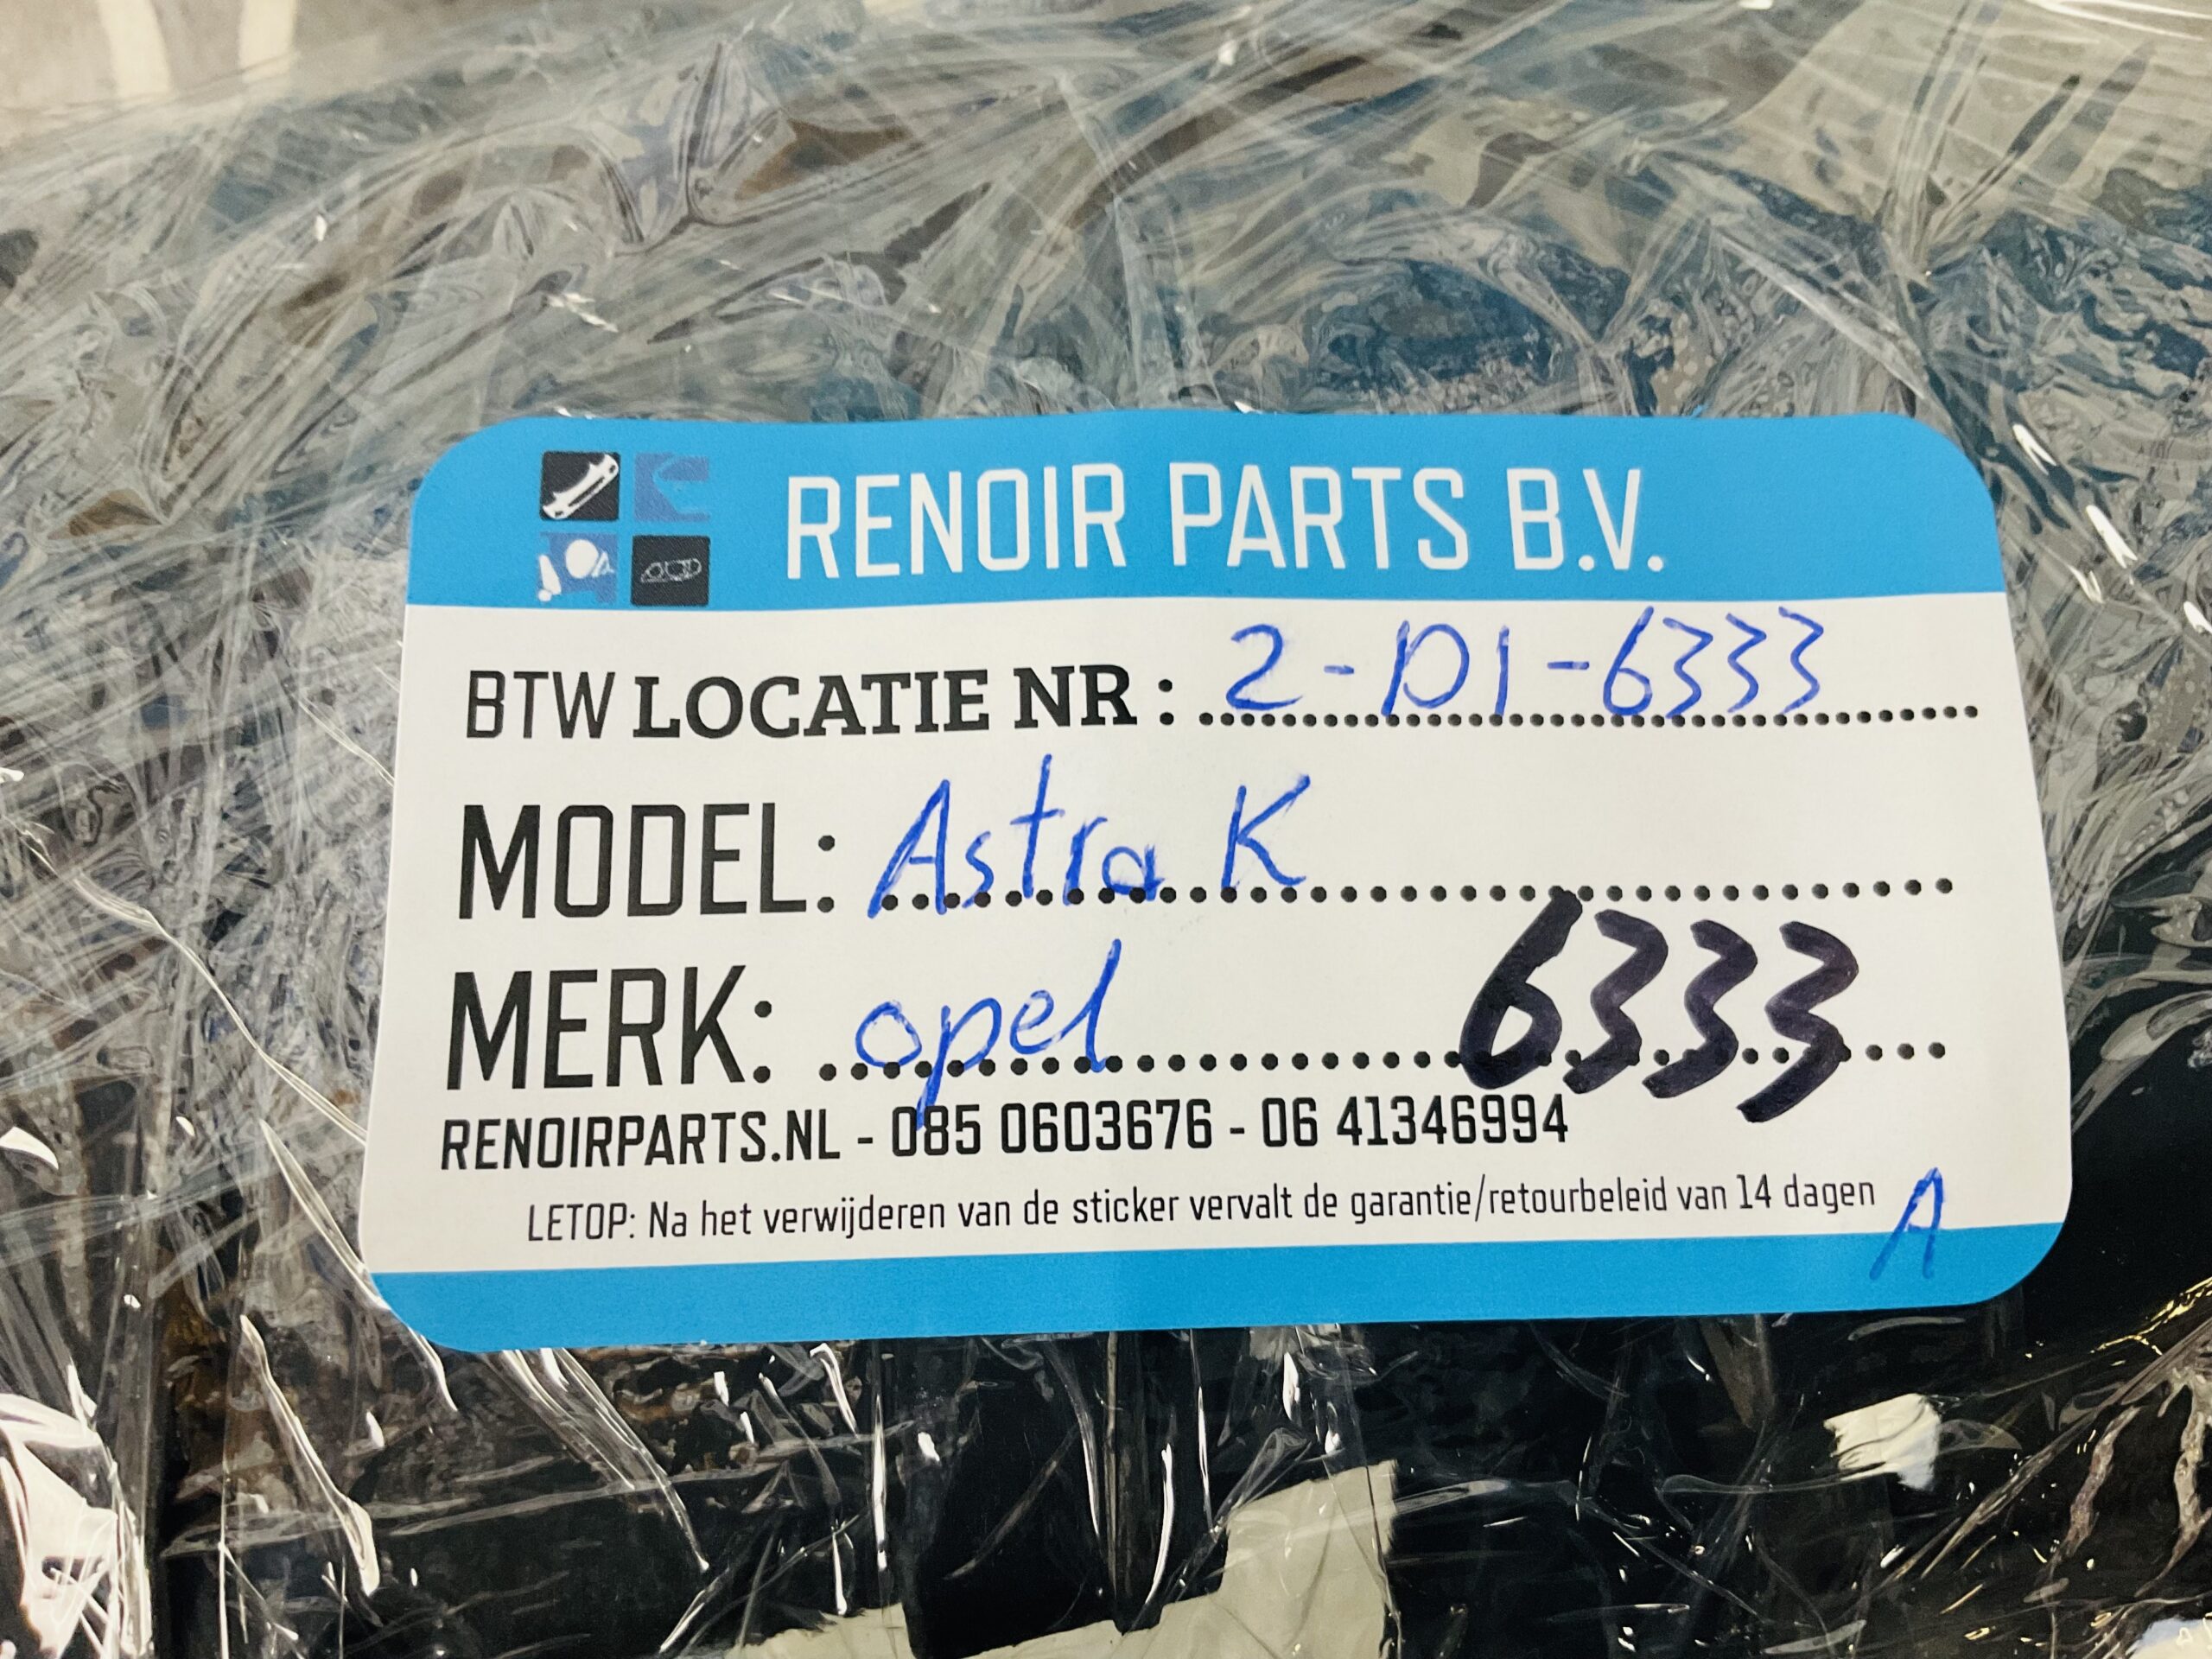 RENOIR PARTS B.V.
BTW LOCATIE NR : 2-D1-6333
MODEL: Astra K
MERK: opel 6333
RENOIRPARTS.NL - 085 0603676 - 06 41346994
LETOP: Na het verwijderen van de sticker vervalt de garantie/retourbeleid van 14 dagen
A